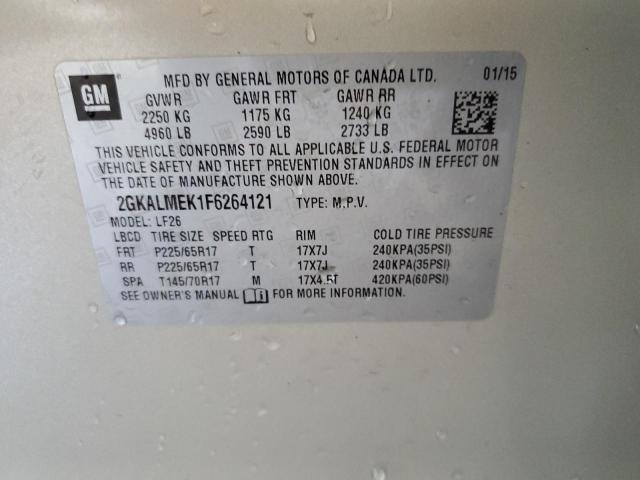 GM
MFD BY GENERAL MOTORS OF CANADA LTD. 01/15
GVWR GAWR FRT GAWR RR
2250 KG 1175 KG 1240 KG
4960 LB 2590 LB 2733 LB
THIS VEHICLE CONFORMS TO ALL APPLICABLE U.S. FEDERAL MOTOR
VEHICLE SAFETY AND THEFT PREVENTION STANDARDS IN EFFECT ON
THE DATE OF MANUFACTURE SHOWN ABOVE.
2GKALMEK1F6264121 TYPE: M.P.V.
MODEL: LF26
LBCD TIRE SIZE SPEED RTG RIM COLD TIRE PRESSURE
FRT P225/65R17 T 17X7J 240KPA(35PSI)
RR P225/65R17 T 17X7J 240KPA(35PSI)
SPA T145/70R17 M 17X4.5T 420KPA(60PSI)
SEE OWNER'S MANUAL FOR MORE INFORMATION.